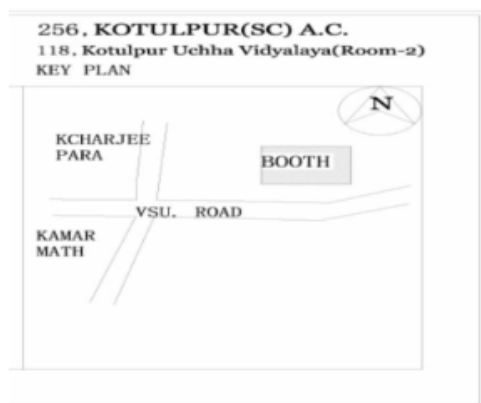 256, KOTULPUR(SC) A.C.
118, Kotulpur Uchha Vidyalaya(Room-2)
KEY PLAN
N
KCHARJEE
PARA
BOOTH
VSU. ROAD
KAMAR
MATH